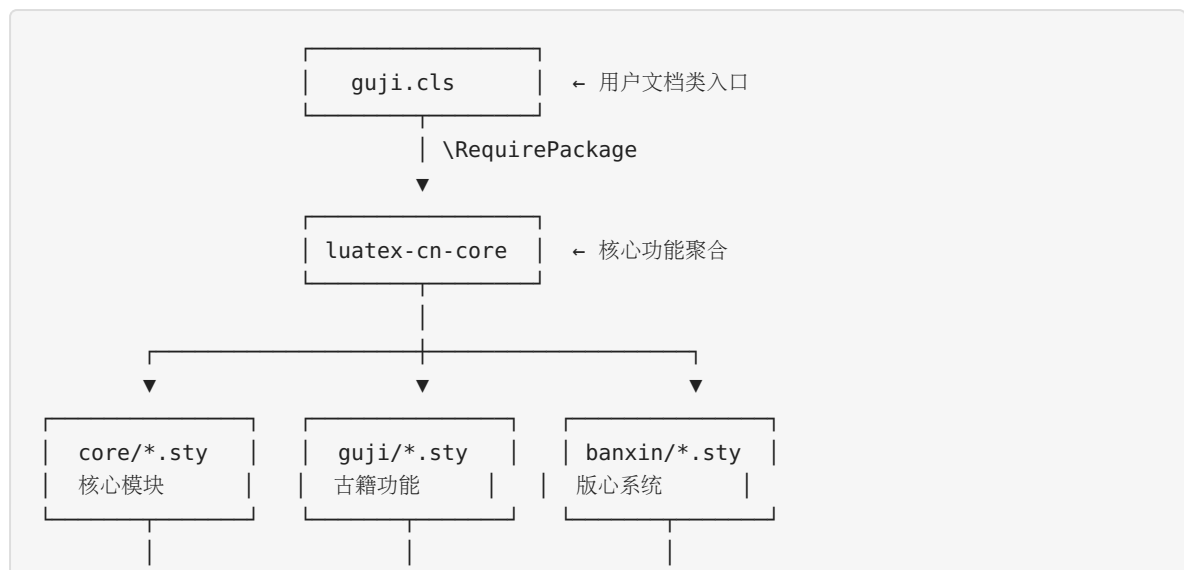 guji.cls ← 用户文档类入口
\RequirePackage
luatex-cn-core ← 核心功能聚合
core/*.sty guji/*.sty banxin/*.sty
核心模块 古籍功能 版心系统